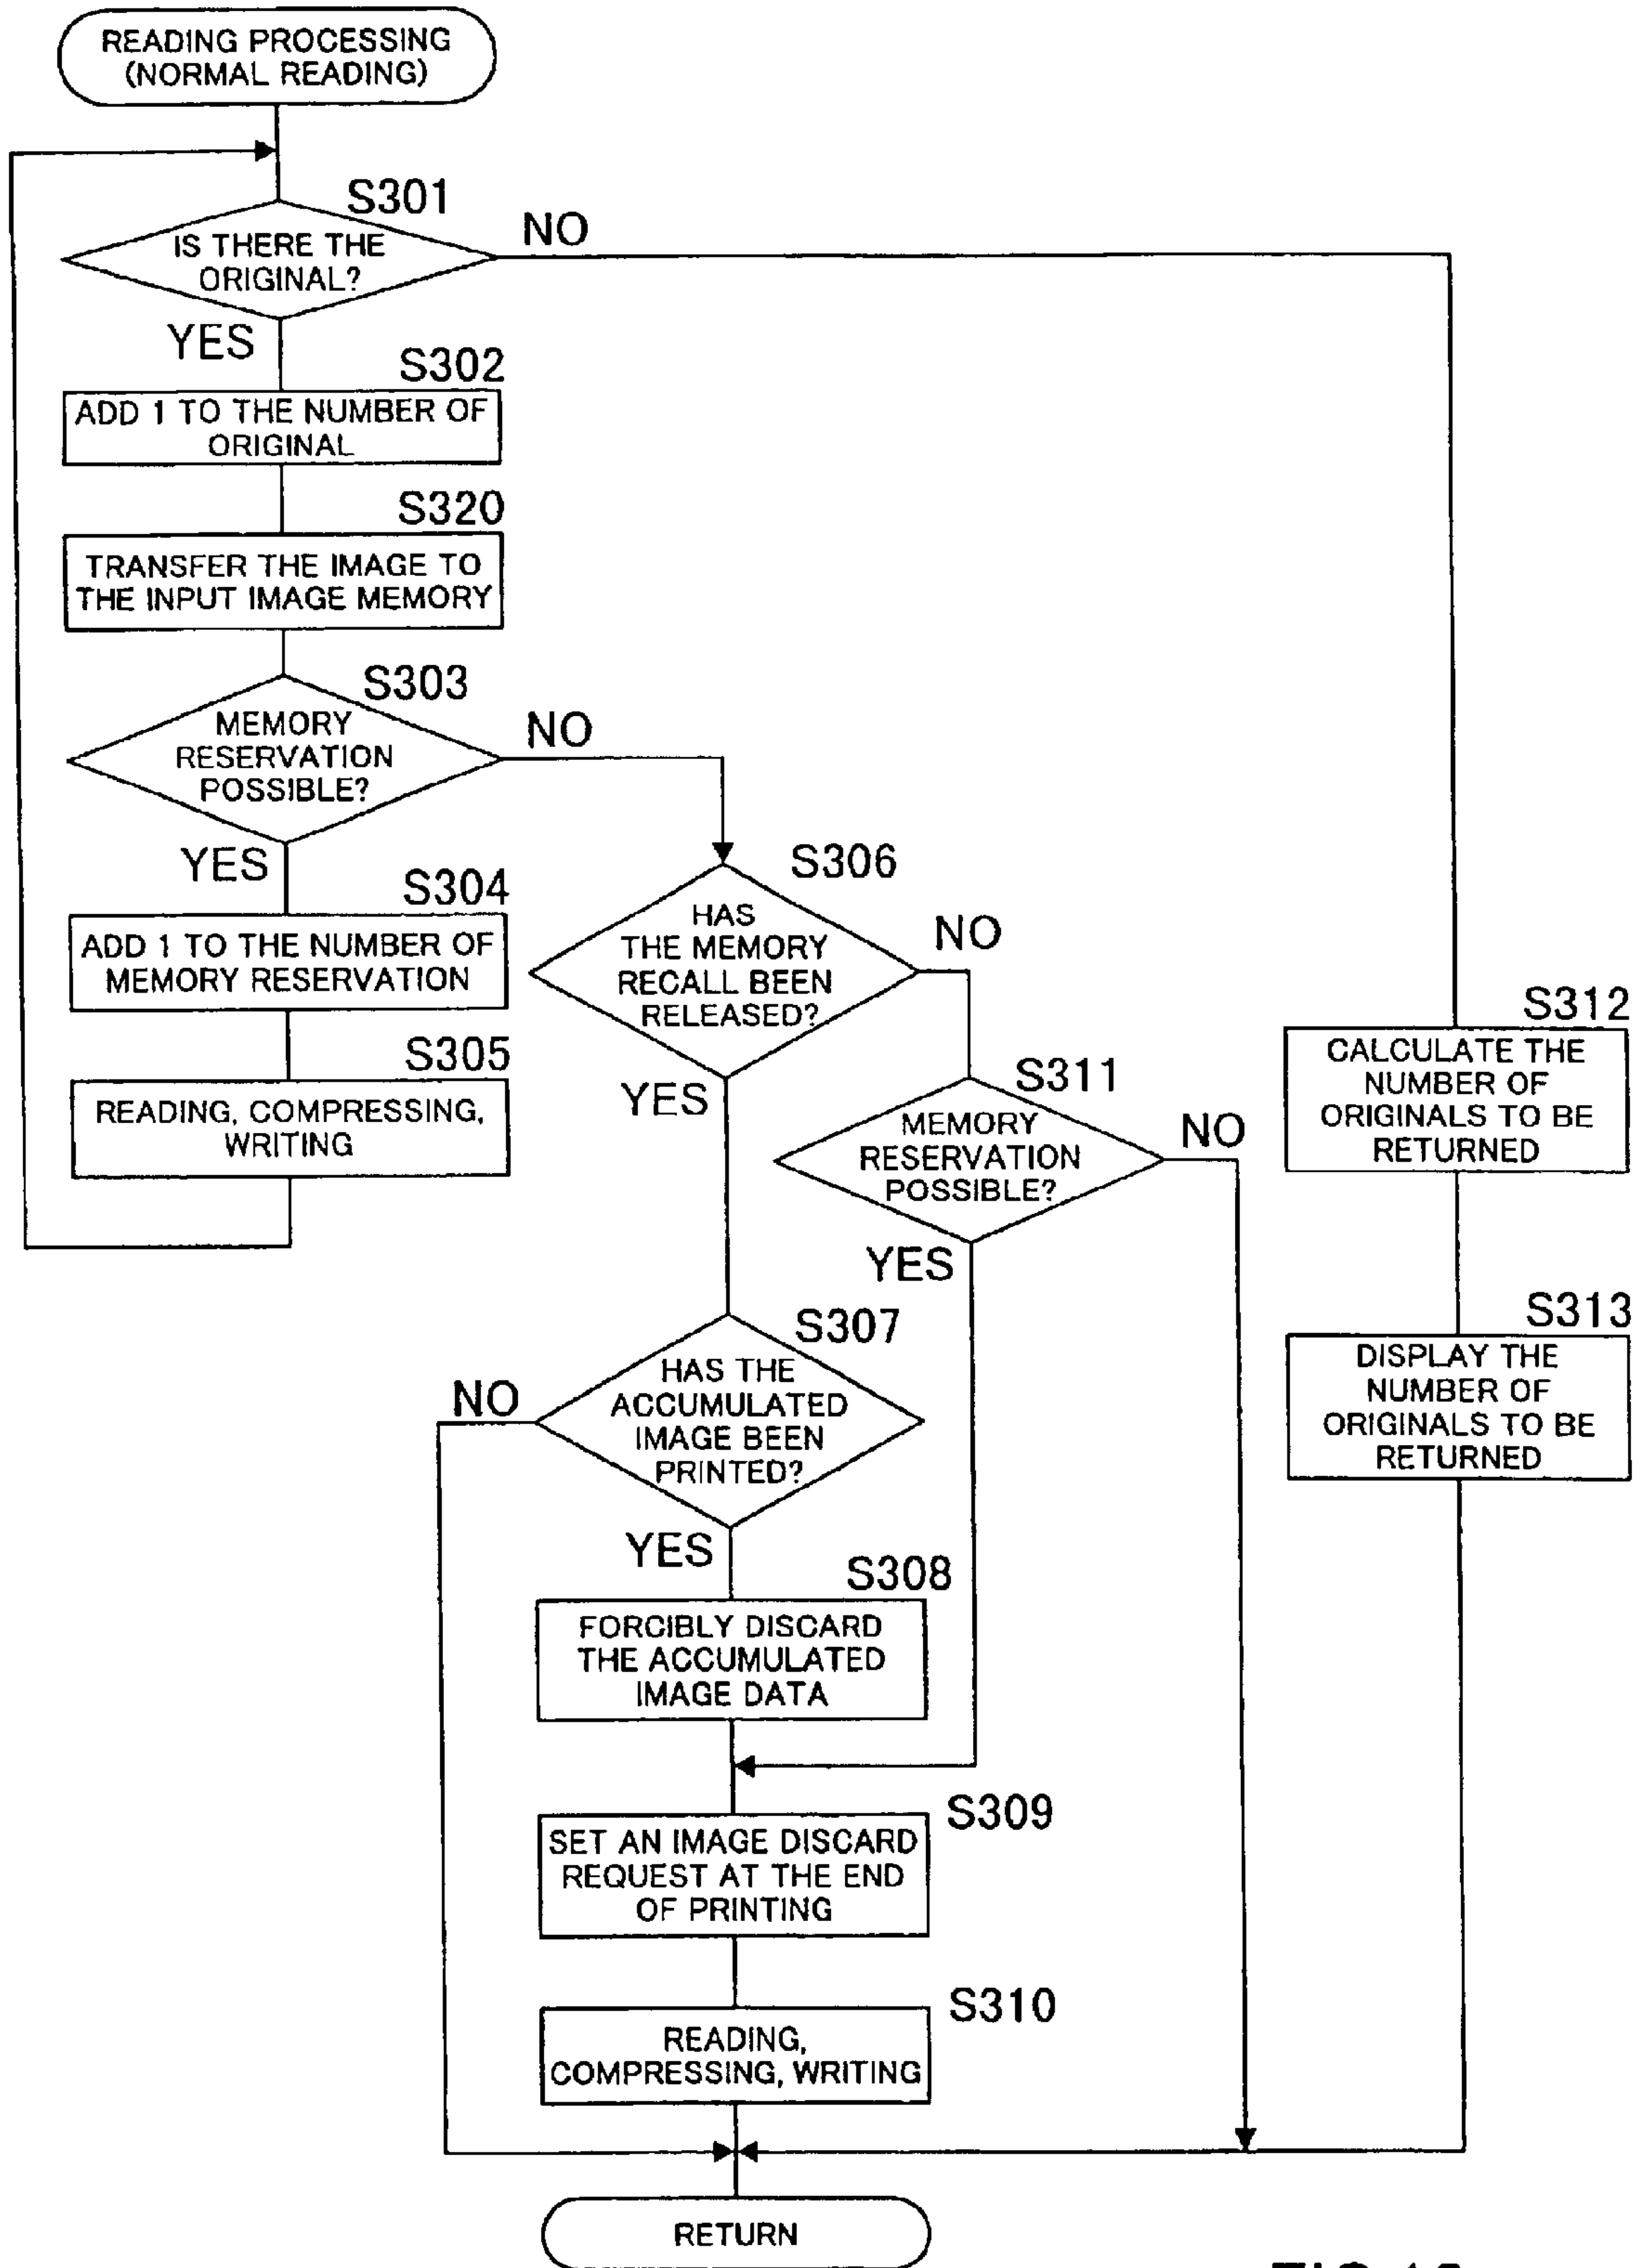 READING PROCESSING
(NORMAL READING)
S301
IS THERE THE
ORIGINAL?
NO
YES
S302
ADD 1 TO THE NUMBER OF
ORIGINAL
S320
TRANSFER THE IMAGE TO
THE INPUT IMAGE MEMORY
S303
MEMORY
RESERVATION
POSSIBLE?
NO
YES
S304
ADD 1 TO THE NUMBER OF
MEMORY RESERVATION
S305
READING, COMPRESSING,
WRITING
S306
HAS
THE MEMORY
RECALL BEEN
RELEASED?
NO
YES
S311
MEMORY
RESERVATION
POSSIBLE?
NO
YES
S312
CALCULATE THE
NUMBER OF
ORIGINALS TO BE
RETURNED
S313
DISPLAY THE
NUMBER OF
ORIGINALS TO BE
RETURNED
S307
HAS THE
ACCUMULATED
IMAGE BEEN
PRINTED?
NO
YES
S308
FORCIBLY DISCARD
THE ACCUMULATED
IMAGE DATA
S309
SET AN IMAGE DISCARD
REQUEST AT THE END
OF PRINTING
S310
READING,
COMPRESSING, WRITING
RETURN